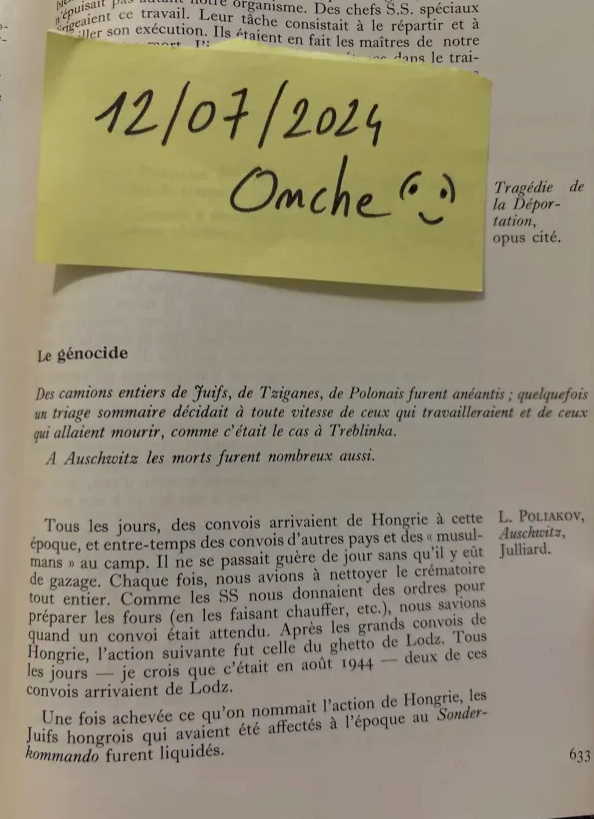 n'épuisait pas autant notre organisme. Des chefs S.S. spéciaux
dirigeaient ce travail. Leur tâche consistait à le répartir et à
son exécution. Ils étaient en fait les maîtres de notre
mort.
dans le trai-
12/07/2024
Onche
Tragédie de
la Dépor-
tation,
opus cité.
Le génocide
Des camions entiers de Juifs, de Tziganes, de Polonais furent anéantis ; quelquefois
un triage sommaire décidait à toute vitesse de ceux qui travailleraient et de ceux
qui allaient mourir, comme c'était le cas à Treblinka.
A Auschwitz les morts furent nombreux aussi.
Tous les jours, des convois arrivaient de Hongrie à cette
époque, et entre-temps des convois d'autres pays et des « musul-
mans » au camp. Il ne se passait guère de jour sans qu'il y eût
de gazage. Chaque fois, nous avions à nettoyer le crématoire
tout entier. Comme les SS nous donnaient des ordres pour
préparer les fours (en les faisant chauffer, etc.), nous savions
quand un convoi était attendu. Après les grands convois de
Hongrie, l'action suivante fut celle du ghetto de Lodz. Tous
les jours — je crois que c'était en août 1944 — deux de ces
convois arrivaient de Lodz.
L. POLIAKOV,
Auschwitz,
Julliard.
Une fois achevée ce qu'on nommait l'action de Hongrie, les
Juifs hongrois qui avaient été affectés à l'époque au Sonder-
kommando furent liquidés.
633